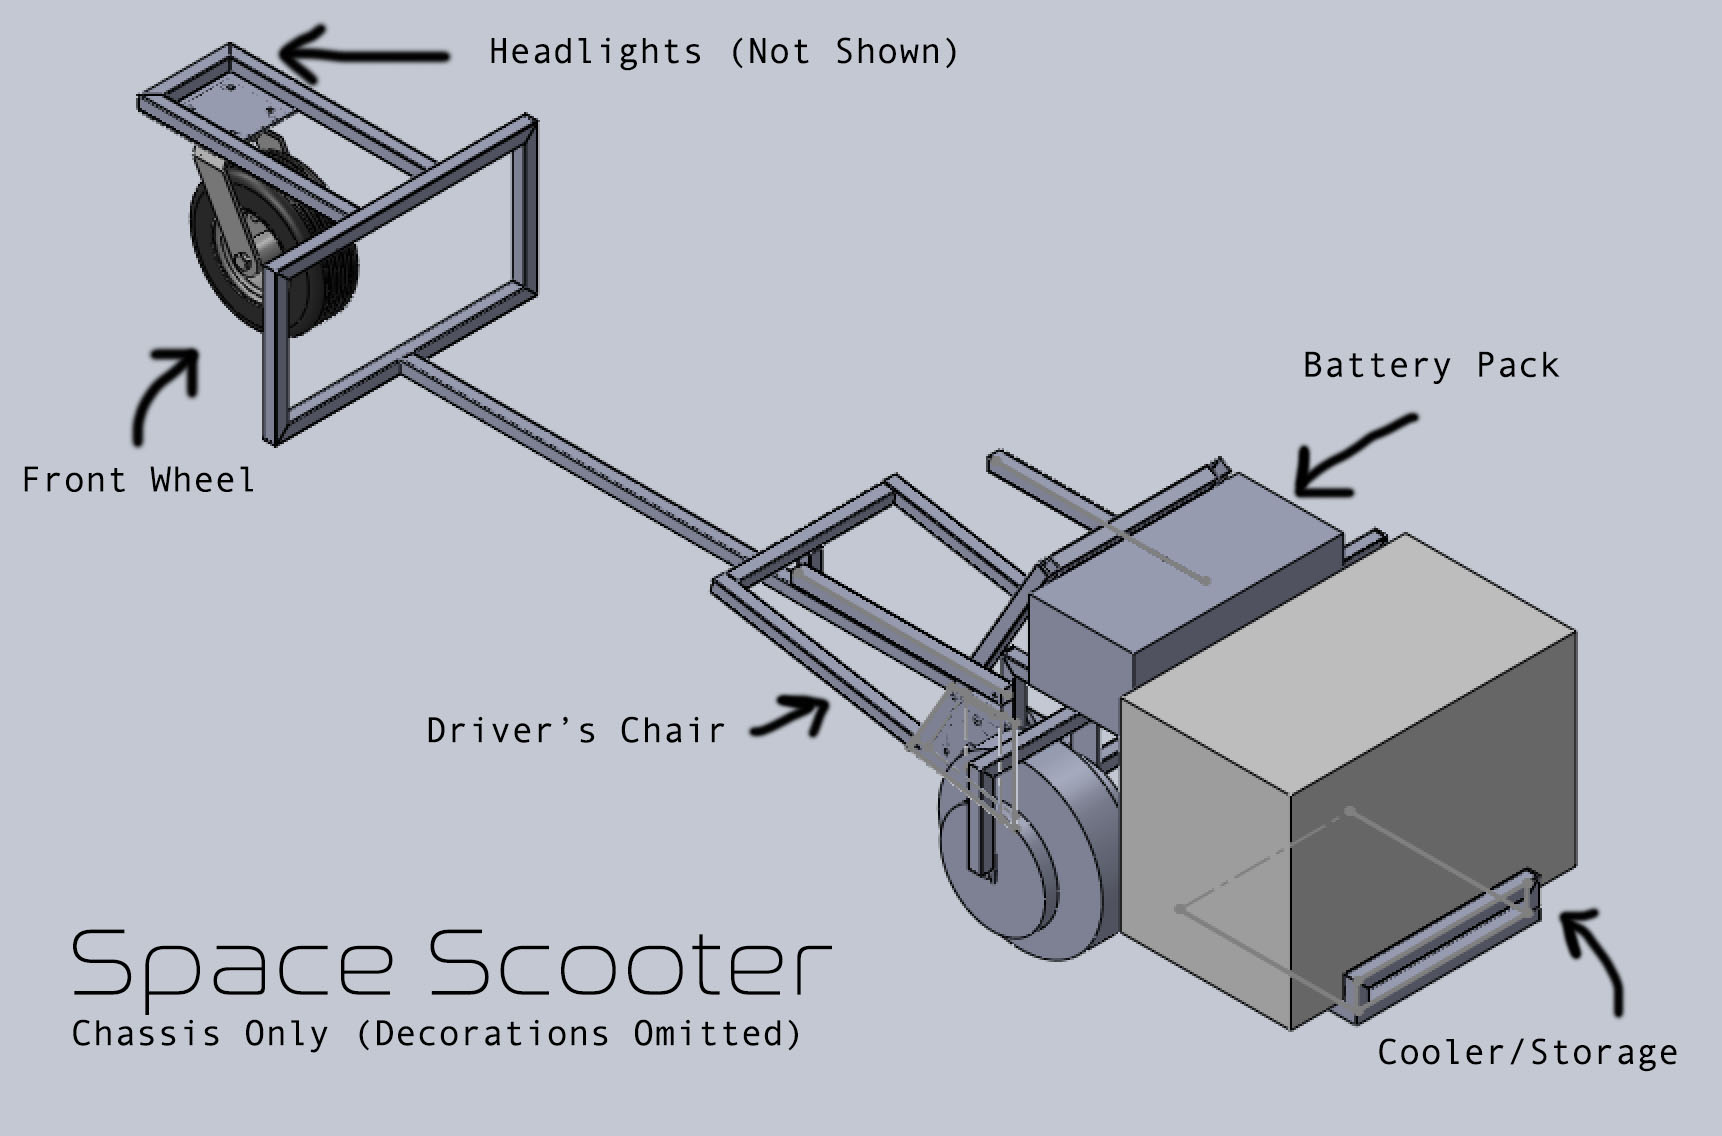 Headlights (Not Shown)
Battery Pack
Front Wheel
Driver’s Chair
Space Scooter
Chassis Only (Decorations Omitted)
Cooler/Storage